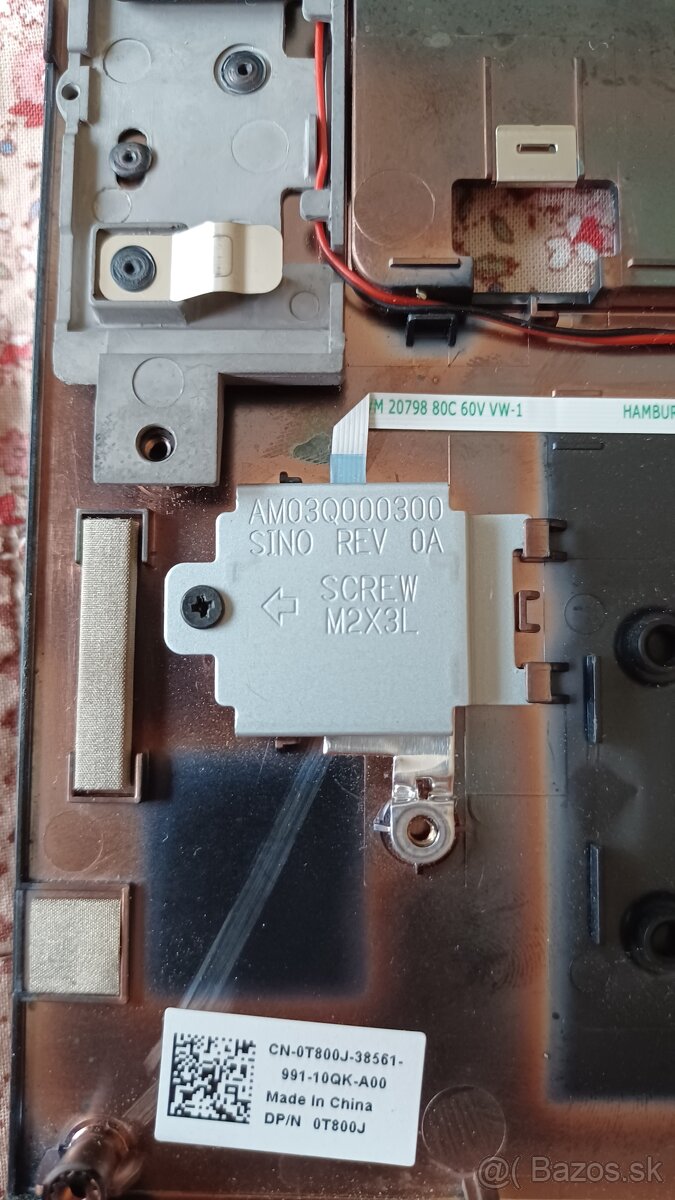 M 20798 80C 60V VW-1 HAMBUR
AM03Q000300
SINO REV 0A
SCREW
M2X3L
CN-0T800J-38561-
991-10QK-A00
Made In China
DP/N 0T800J
@( Bazos.sk